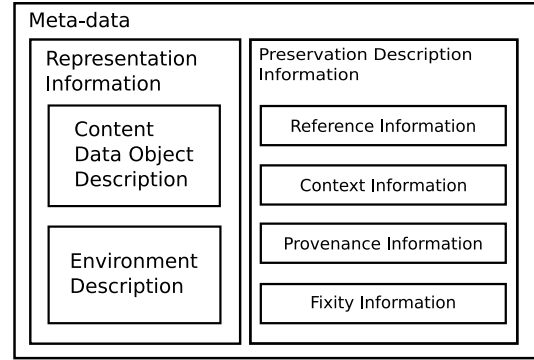 Meta-data
Representation
Information
Content
Data Object
Description
Environment
Description
Preservation Description
Information
Reference Information
Context Information
Provenance Information
Fixity Information